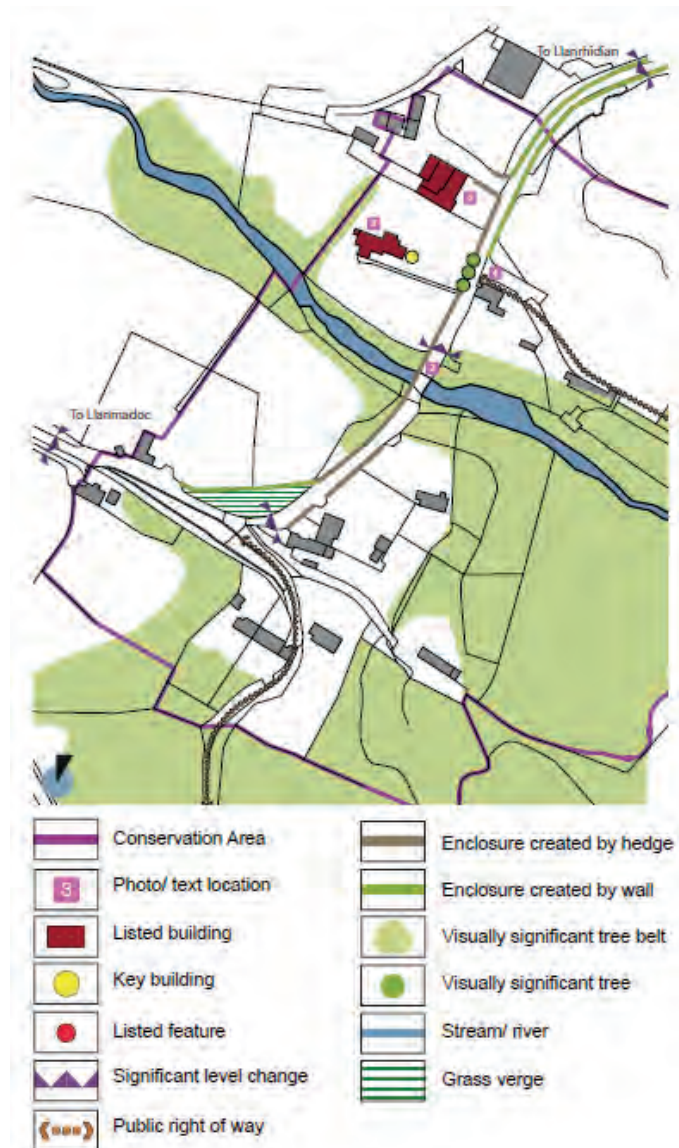 To Llanrhidian
To Llanmadoc
Conservation Area
Photo/ text location
3
Listed building
Key building
Listed feature
Significant level change
Public right of way
Enclosure created by hedge
Enclosure created by wall
Visually significant tree belt
Visually significant tree
Stream/ river
Grass verge